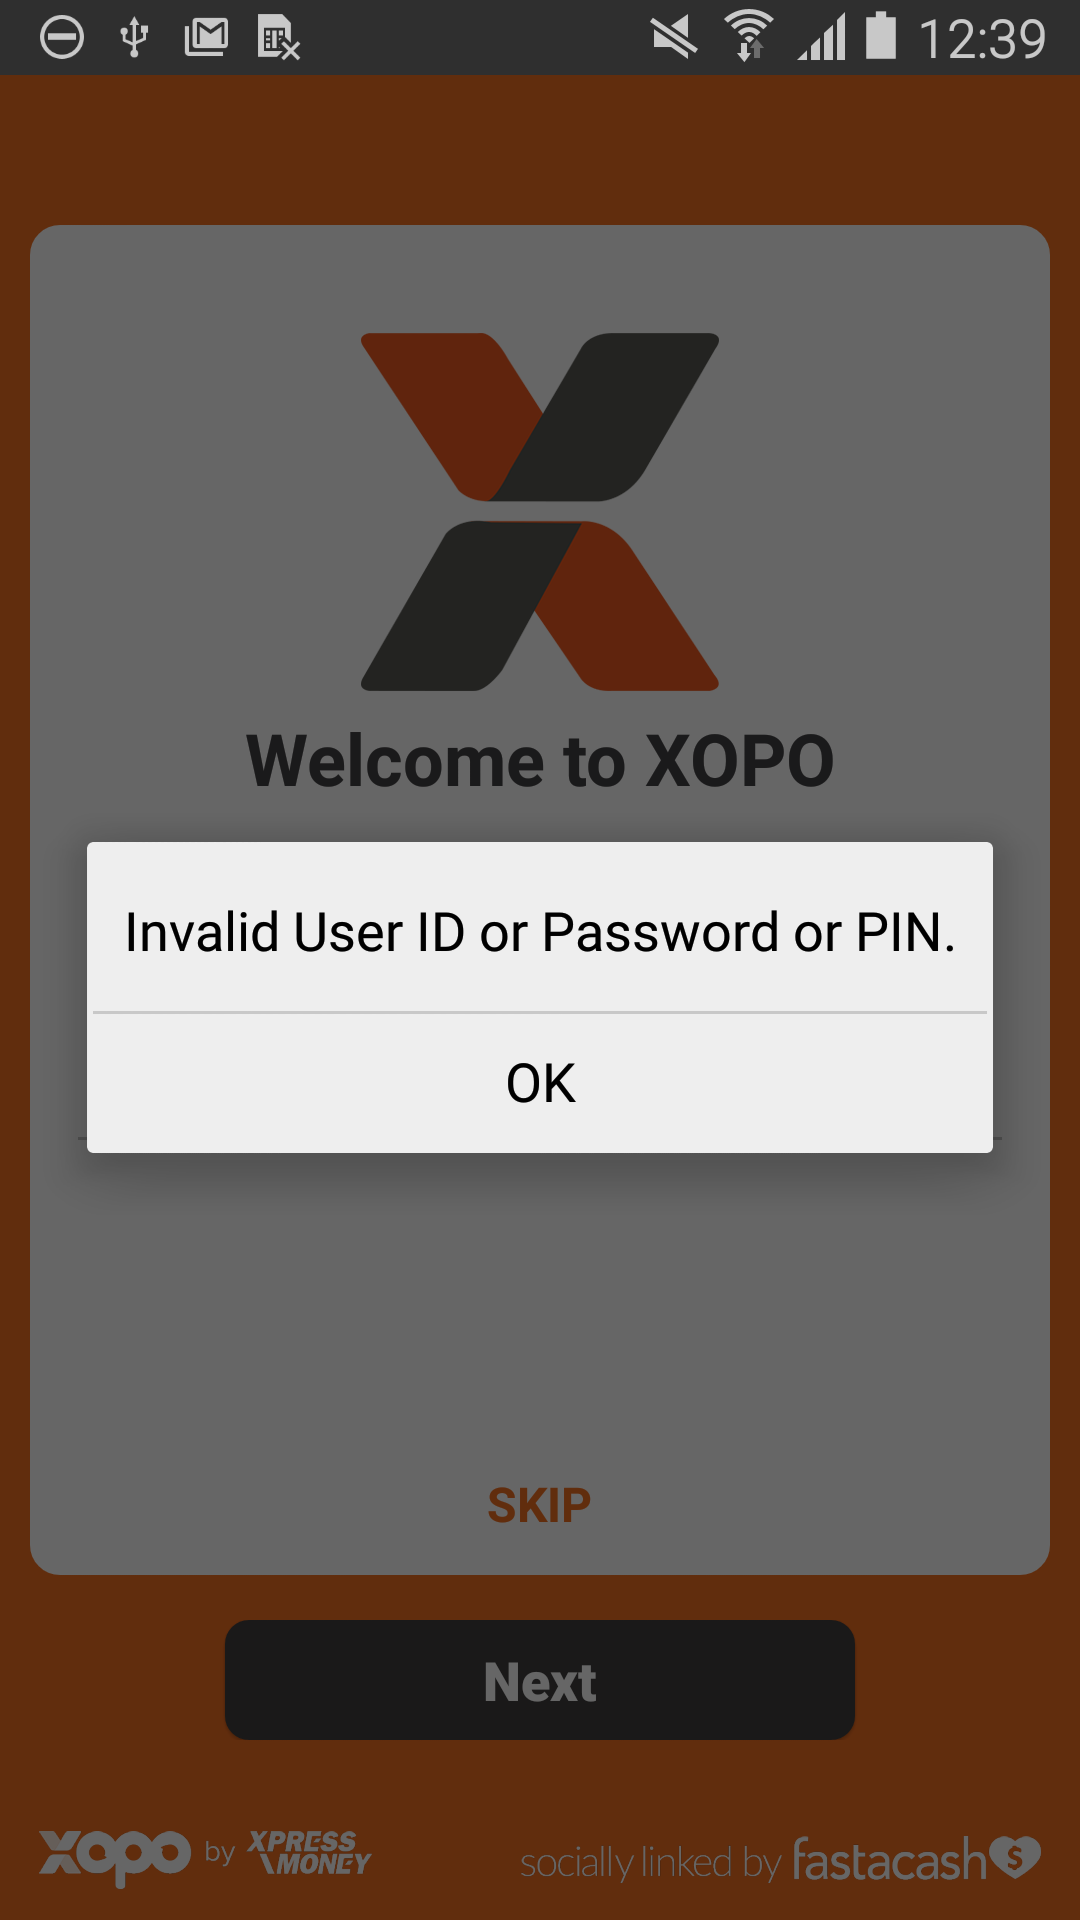 12:39
Welcome to XOPO
Invalid User ID or Password or PIN.
OK
SKIP
Next
xopo by XPRESS MONEY
socially linked by fastacash